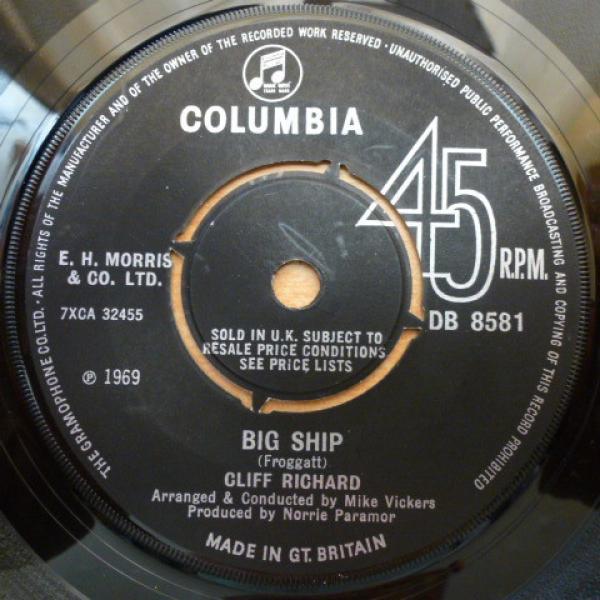 THE GRAMOPHONE CO. LTD. · ALL RIGHTS OF THE MANUFACTURER AND OF THE OWNER OF THE RECORDED WORK RESERVED · UNAUTHORISED PUBLIC PERFORMANCE BROADCASTING AND COPYING OF THIS RECORD PROHIBITED
COLUMBIA
45
R.P.M.
E. H. MORRIS
& CO. LTD.
7XCA 32455
DB 8581
SOLD IN U.K. SUBJECT TO
RESALE PRICE CONDITIONS
SEE PRICE LISTS
℗ 1969
BIG SHIP
(Froggatt)
CLIFF RICHARD
Arranged & Conducted by Mike Vickers
Produced by Norrie Paramor
MADE IN GT. BRITAIN